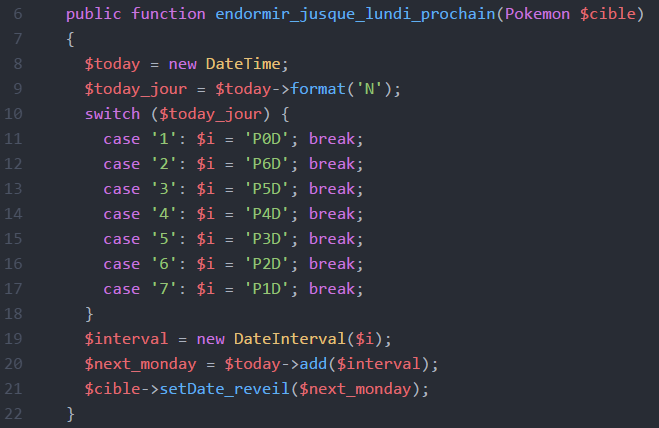 6 public function endormir_jusque_lundi_prochain(Pokemon $cible)
7 {
8 $today = new DateTime;
9 $today_jour = $today->format('N');
10 switch ($today_jour) {
11 case '1': $i = 'P0D'; break;
12 case '2': $i = 'P6D'; break;
13 case '3': $i = 'P5D'; break;
14 case '4': $i = 'P4D'; break;
15 case '5': $i = 'P3D'; break;
16 case '6': $i = 'P2D'; break;
17 case '7': $i = 'P1D'; break;
18 }
19 $interval = new DateInterval($i);
20 $next_monday = $today->add($interval);
21 $cible->setDate_reveil($next_monday);
22 }